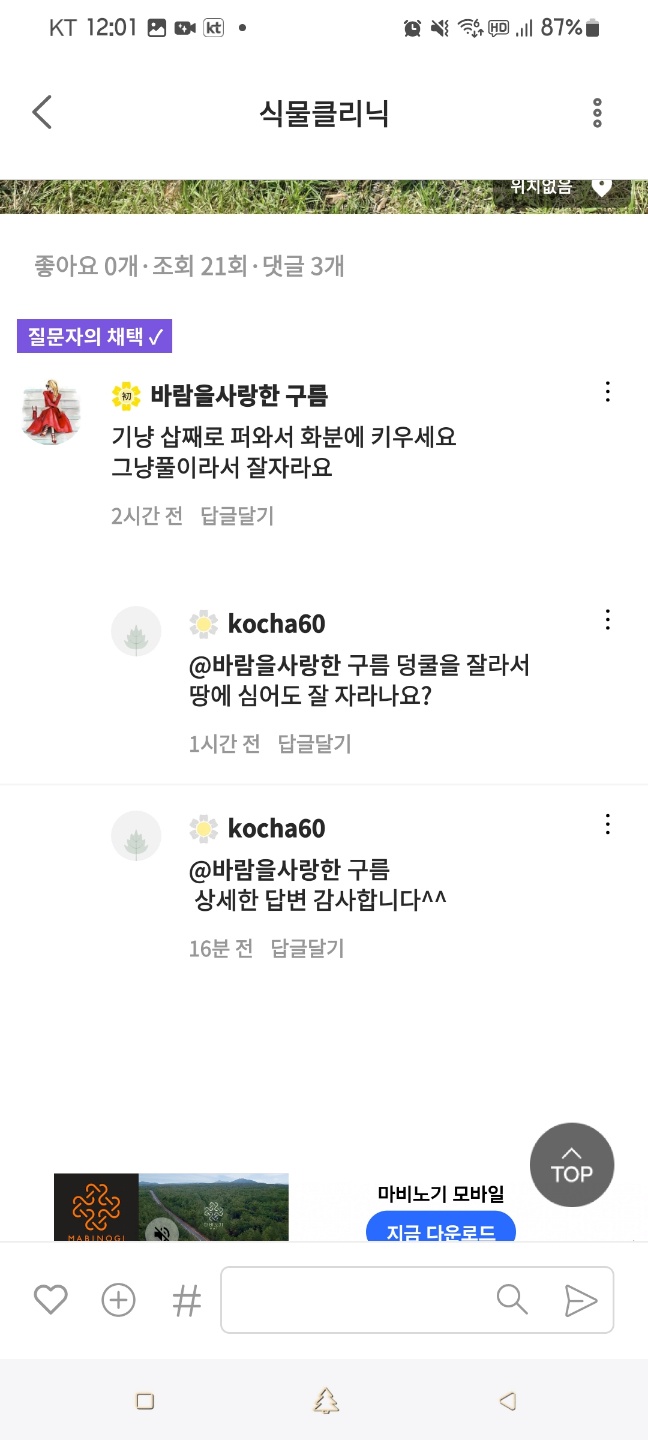 KT 12:01 kt HD 87%
식물클리닉
위치없음
좋아요 0개·조회 21회·댓글 3개
질문자의 채택 ✓
初 바람을사랑한 구름
기냥 삽째로 퍼와서 화분에 키우세요
그냥풀이라서 잘자라요
2시간 전 답글달기
kocha60
@바람을사랑한 구름 덩쿨을 잘라서
땅에 심어도 잘 자라나요?
1시간 전 답글달기
kocha60
@바람을사랑한 구름
상세한 답변 감사합니다^^
16분 전 답글달기
TOP
마비노기 모바일
MABINOGI
지금 다운로드